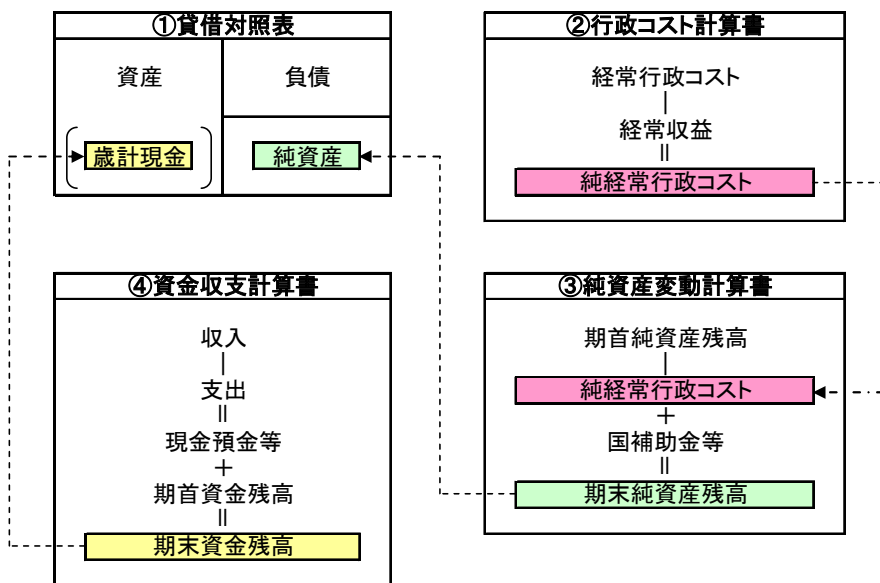 ①貸借対照表
資産
負債
歳計現金
純資産
②行政コスト計算書
経常行政コスト
|
経常収益
||
純経常行政コスト
④資金収支計算書
収入
|
支出
||
現金預金等
+
期首資金残高
||
期末資金残高
③純資産変動計算書
期首純資産残高
|
純経常行政コスト
+
国補助金等
||
期末純資産残高